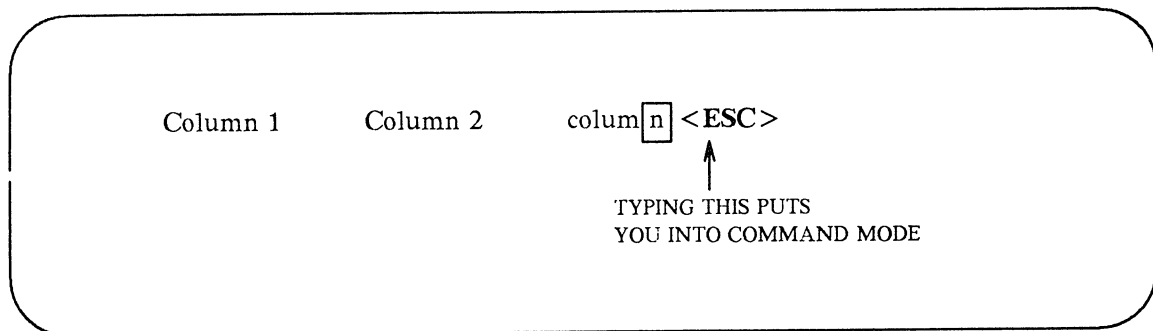 Column 1 Column 2 column <ESC>
TYPING THIS PUTS
YOU INTO COMMAND MODE